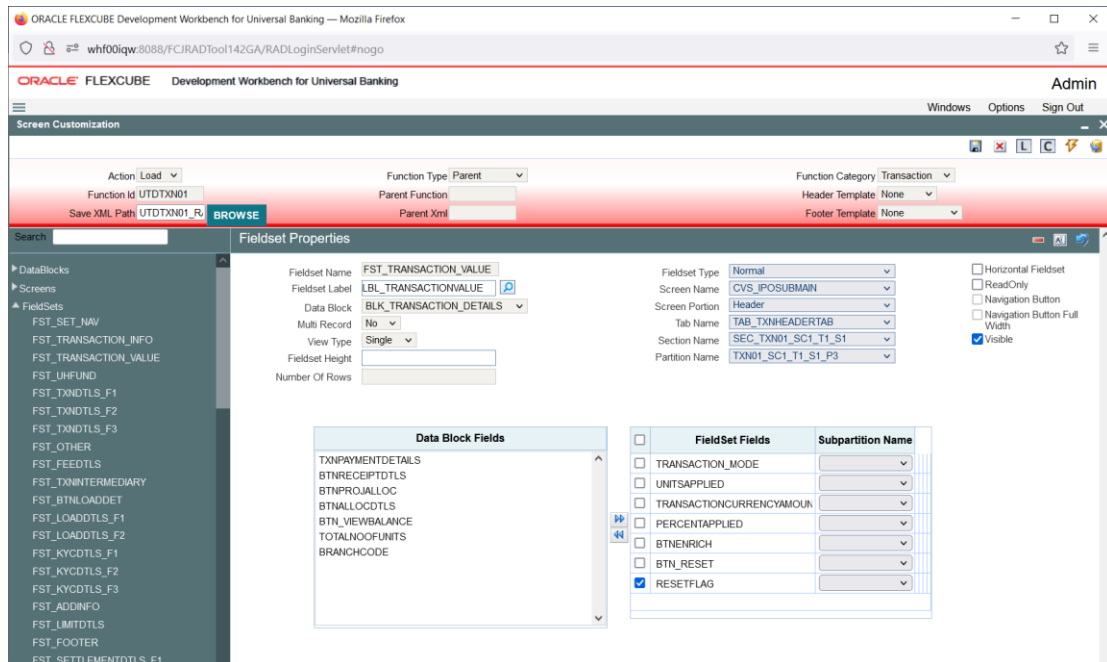 ORACLE FLEXCUBE Development Workbench for Universal Banking — Mozilla Firefox
whf00iqw:8088/FCJRADTool142GA/RADLoginServlet#nogo
ORACLE FLEXCUBE Development Workbench for Universal Banking
Admin
Windows Options Sign Out
Screen Customization
L C
Action Load Function Type Parent Function Category Transaction
Function Id UTDTXN01 Parent Function Header Template None
Save XML Path UTDTXN01_R BROWSE Parent Xml Footer Template None
Search
Fieldset Properties
DataBlocks
Screens
FieldSets
FST_SET_NAV
FST_TRANSACTION_INFO
FST_TRANSACTION_VALUE
FST_UHFUND
FST_TXNDTLS_F1
FST_TXNDTLS_F2
FST_TXNDTLS_F3
FST_OTHER
FST_FEEDTLS
FST_TXNINTERMEDIARY
FST_BTNLOADDET
FST_LOADDTLS_F1
FST_LOADDTLS_F2
FST_KYCDTLS_F1
FST_KYCDTLS_F2
FST_KYCDTLS_F3
FST_ADDINFO
FST_LIMITDTLS
FST_FOOTER
FST_SETTLEMENTDTLS_F1
Fieldset Name FST_TRANSACTION_VALUE
Fieldset Label LBL_TRANSACTIONVALUE
Data Block BLK_TRANSACTION_DETAILS
Multi Record No
View Type Single
Fieldset Height
Number Of Rows
Fieldset Type Normal
Screen Name CVS_IPOSUBMAIN
Screen Portion Header
Tab Name TAB_TXNHEADERTAB
Section Name SEC_TXN01_SC1_T1_S1
Partition Name TXN01_SC1_T1_S1_P3
Horizontal Fieldset
ReadOnly
Navigation Button
Navigation Button Full
Width
Visible
Data Block Fields
TXNPAYMENTDETAILS
BTNRECEIPTDTLS
BTNPROJALLOC
BTNALLOCDTLS
BTN_VIEWBALANCE
TOTALNOOFUNITS
BRANCHCODE
FieldSet Fields Subpartition Name
TRANSACTION_MODE
UNITSAPPLIED
TRANSACTIONCURRENCYAMOUN
PERCENTAPPLIED
BTNENRICH
BTN_RESET
RESETFLAG